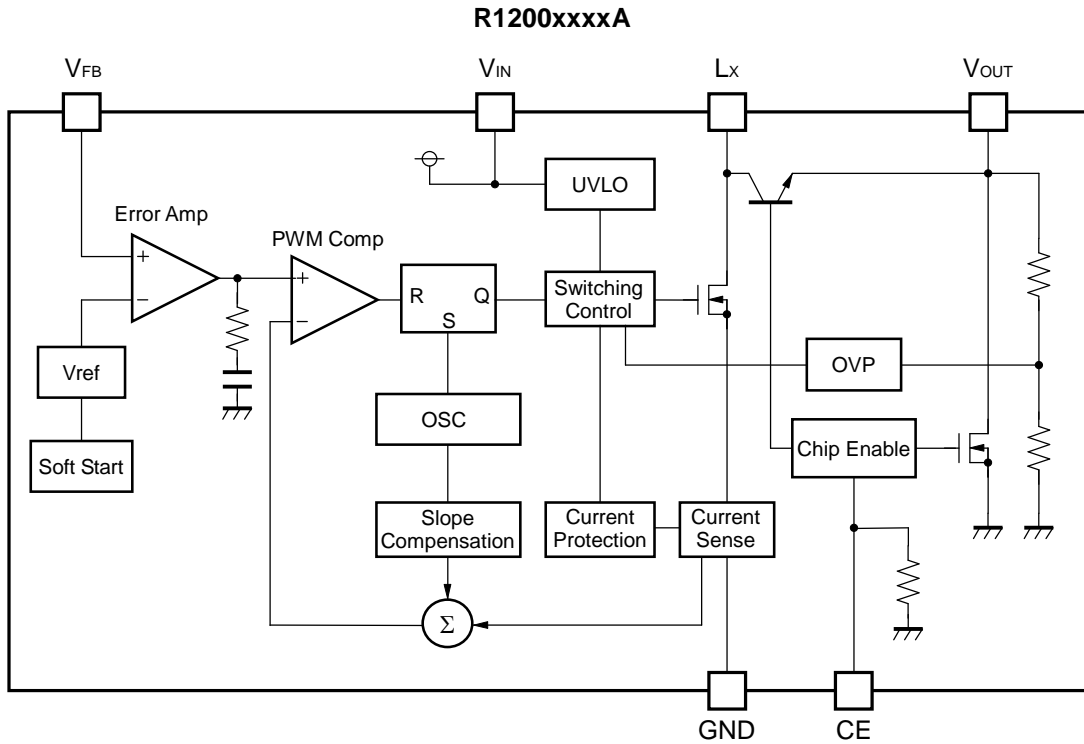 R1200xxxxA
VFB
VIN
LX
VOUT
UVLO
Error Amp
PWM Comp
+
−
+
−
R
Q
S
Switching
Control
Vref
OVP
OSC
Chip Enable
Soft Start
Slope
Compensation
Current
Protection
Current
Sense
Σ
GND
CE